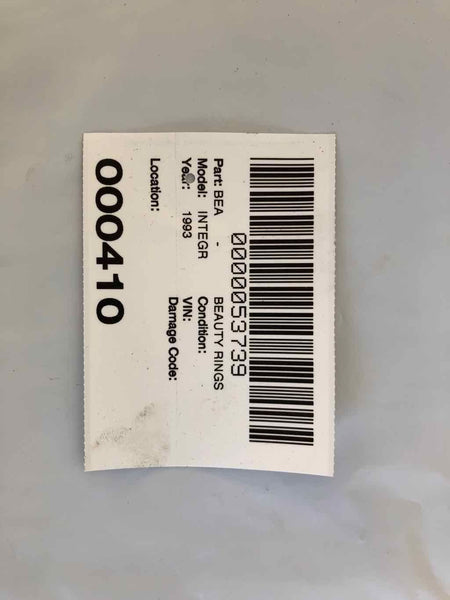 0000053739
Part: BEA - BEAUTY RINGS
Model: INTEGR Condition:
Year: 1993 VIN:
Damage Code:
Location:
000410